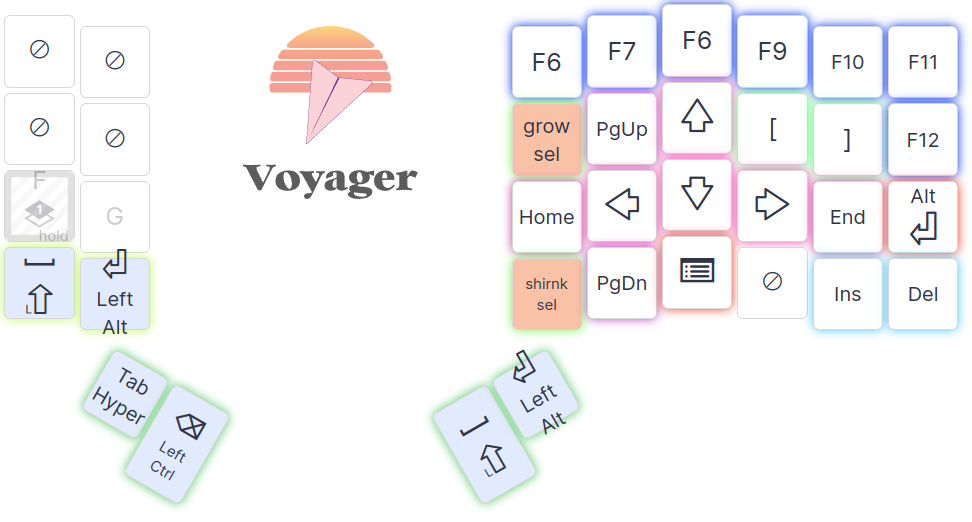 F
1
hold
G
L
Left
Alt
Tab
Hyper
Left
Ctrl
Voyager
F6
F7
F6
F9
F10
F11
grow
sel
PgUp
[
]
F12
Home
End
Alt
shirnk
sel
PgDn
Ins
Del
L
Left
Alt